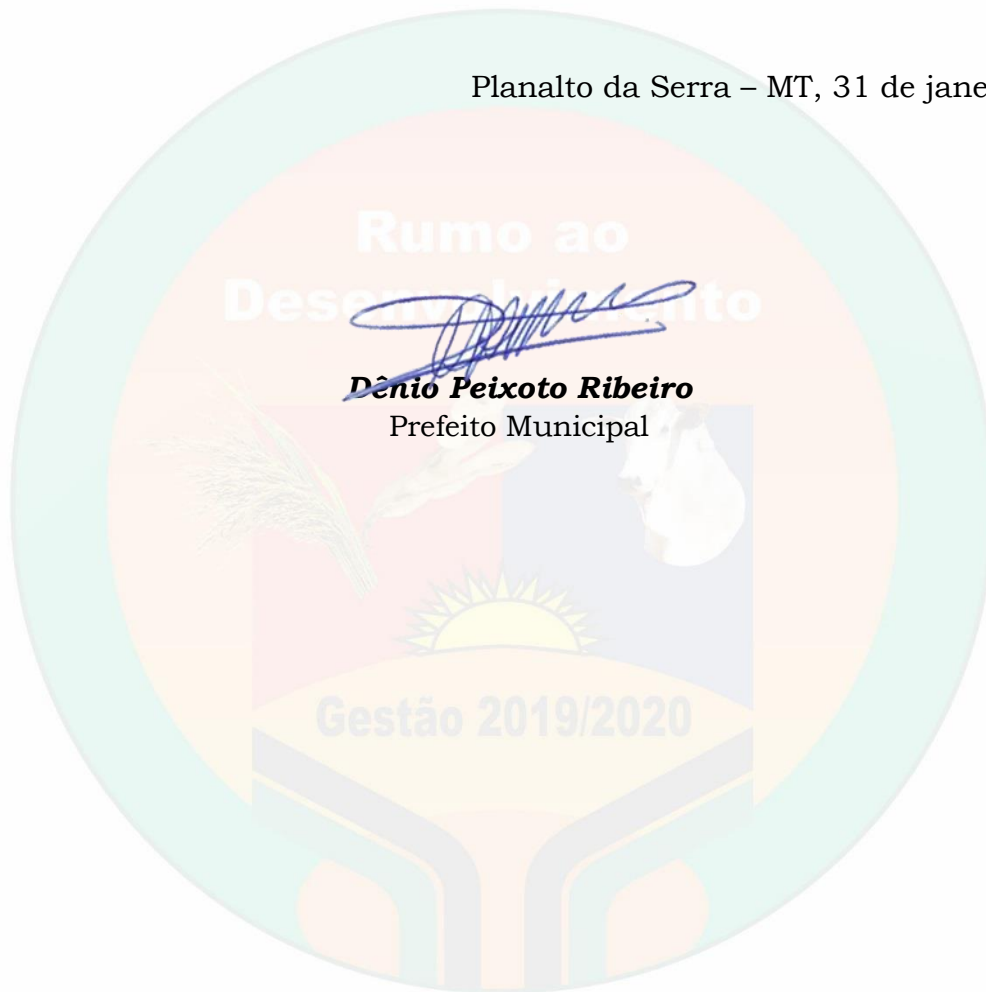 Planalto da Serra – MT, 31 de jane
Rumo ao
Desenvolvimento
Dênio Peixoto Ribeiro
Prefeito Municipal
Gestão 2019/2020